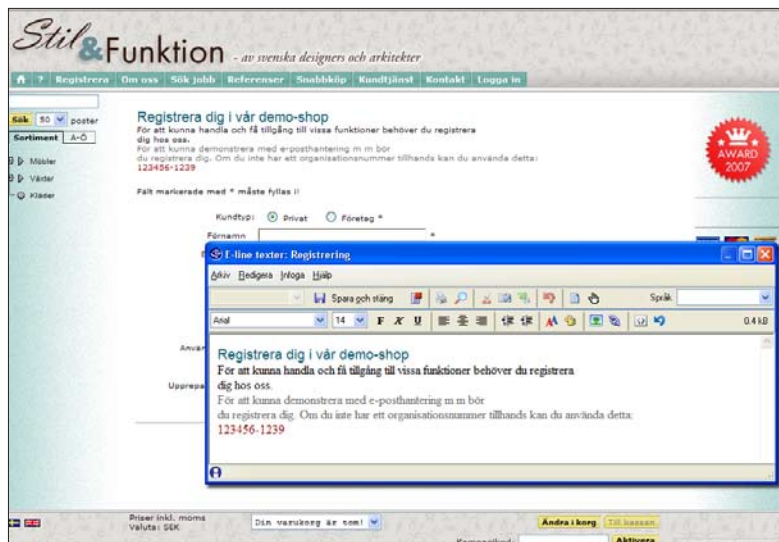 Stil & Funktion - av svenska designers och arkitekter
? Registrera Om oss Sök jobb Referenser Snabbköp Kundtjänst Kontakt Logga in
Sök 50 poster
Sortiment A-Ö
Möbler
Växter
Kläder
Registrera dig i vår demo-shop
För att kunna handla och få tillgång till vissa funktioner behöver du registrera
dig hos oss.
För att kunna demonstrera med e-posthantering m m bör
du registrera dig. Om du inte har ett organisationsnummer tillhands kan du använda detta:
123456-1239
Fält markerade med * måste fyllas i!
Kundtyp: Privat Företag *
Förnamn *
AWARD
2007
E-line texter: Registrering
Arkiv Redigera Infoga Hjälp
Spara och stäng Språk:
Arial 14 F K U 0.4 kB
Registrera dig i vår demo-shop
För att kunna handla och få tillgång till vissa funktioner behöver du registrera
dig hos oss.
För att kunna demonstrera med e-posthantering m m bör
du registrera dig. Om du inte har ett organisationsnummer tillhands kan du använda detta:
123456-1239
Använ
Upprepa
Priser inkl. moms
Valuta: SEK
Din varukorg är tom!
Ändra i korg Till kassan
Aktivera